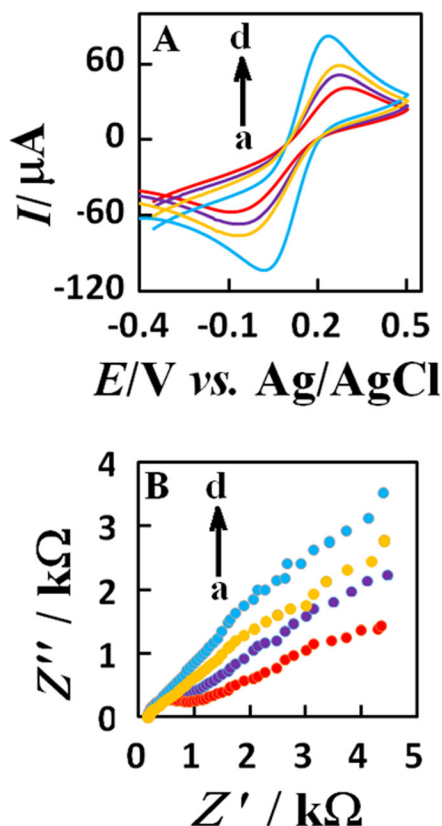 A
d
a
60
0
-60
-120
-0.4 -0.1 0.2 0.5
I/ μA
E/V vs. Ag/AgCl
B
d
a
4
3
2
1
0
0 1 2 3 4 5
Z'' / kΩ
Z' / kΩ